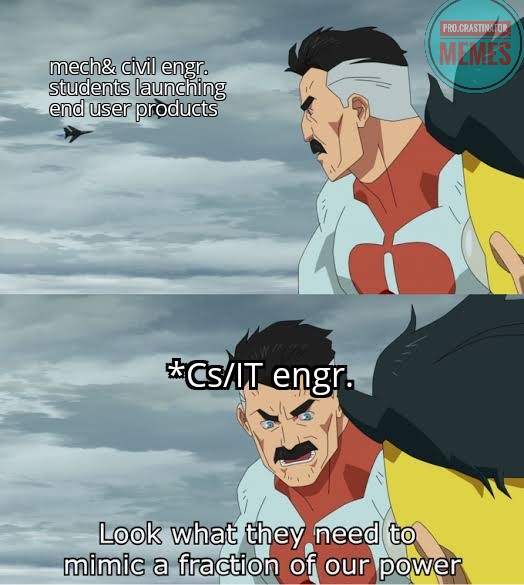 PRO.CRASTINATOR
MEMES
mech& civil engr.
students launching
end user products
*Cs/IT engr.
Look what they need to
mimic a fraction of our power